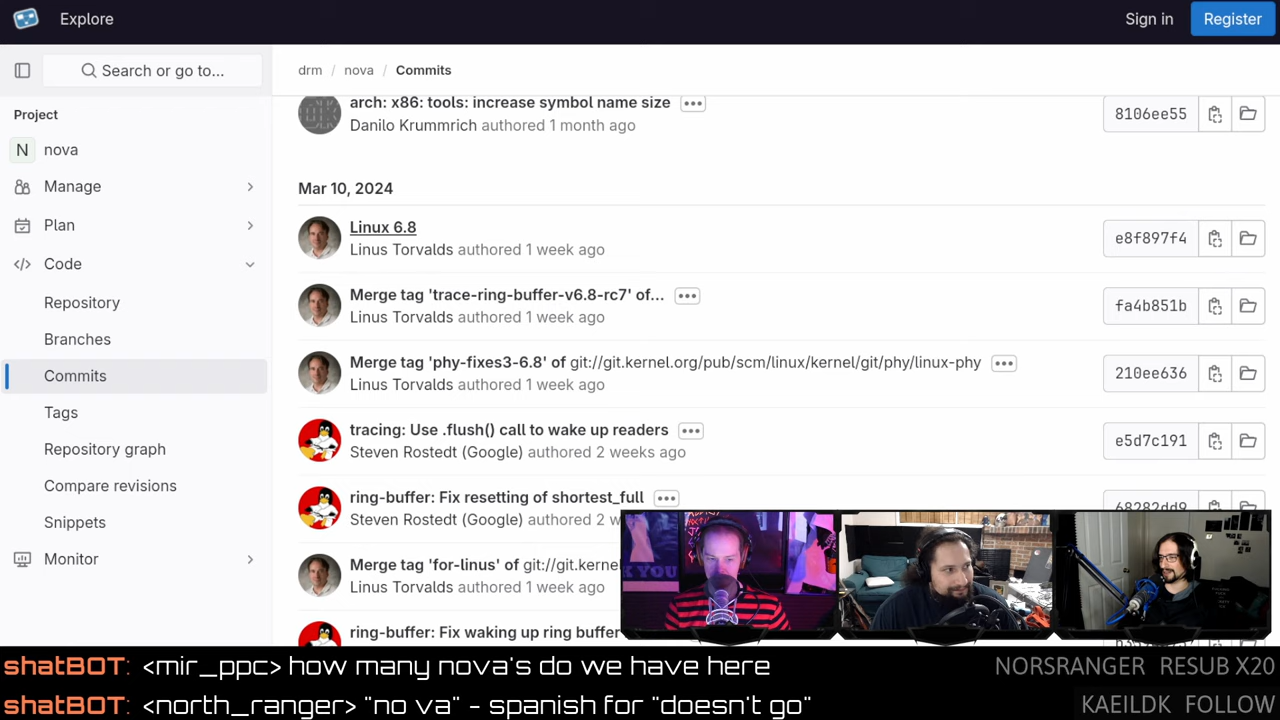 Explore
Sign in
Register
Search or go to...
drm / nova / Commits
Project
N nova
Manage
Plan
Code
Repository
Branches
Commits
Tags
Repository graph
Compare revisions
Snippets
Monitor
arch: x86: tools: increase symbol name size
Danilo Krummrich authored 1 month ago
8106ee55
Mar 10, 2024
Linux 6.8
Linus Torvalds authored 1 week ago
e8f897f4
Merge tag 'trace-ring-buffer-v6.8-rc7' of...
Linus Torvalds authored 1 week ago
fa4b851b
Merge tag 'phy-fixes3-6.8' of git://git.kernel.org/pub/scm/linux/kernel/git/phy/linux-phy
Linus Torvalds authored 1 week ago
210ee636
tracing: Use .flush() call to wake up readers
Steven Rostedt (Google) authored 2 weeks ago
e5d7c191
ring-buffer: Fix resetting of shortest_full
Steven Rostedt (Google) authored 2 w
68282dd9
Merge tag 'for-linus' of git://git.kerne
Linus Torvalds authored 1 week ago
ring-buffer: Fix waking up ring buffer
shatBOT: <mir_ppc> how many nova's do we have here
shatBOT: <north_ranger> "no va" - spanish for "doesn't go"
NORSRANGER RESUB X20
KAEILDK FOLLOW